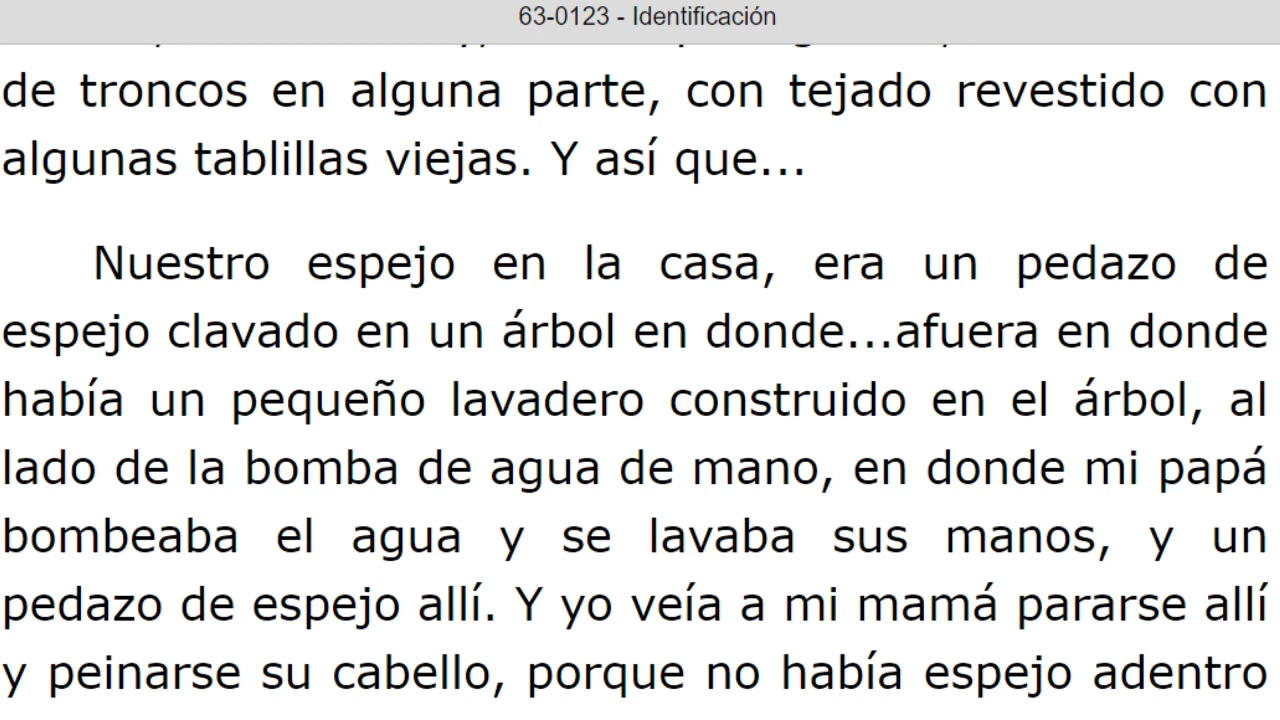 63-0123 - Identificación
de troncos en alguna parte, con tejado revestido con
algunas tablillas viejas. Y así que...
Nuestro espejo en la casa, era un pedazo de
espejo clavado en un árbol en donde...afuera en donde
había un pequeño lavadero construido en el árbol, al
lado de la bomba de agua de mano, en donde mi papá
bombeaba el agua y se lavaba sus manos, y un
pedazo de espejo allí. Y yo veía a mi mamá pararse allí
y peinarse su cabello, porque no había espejo adentro